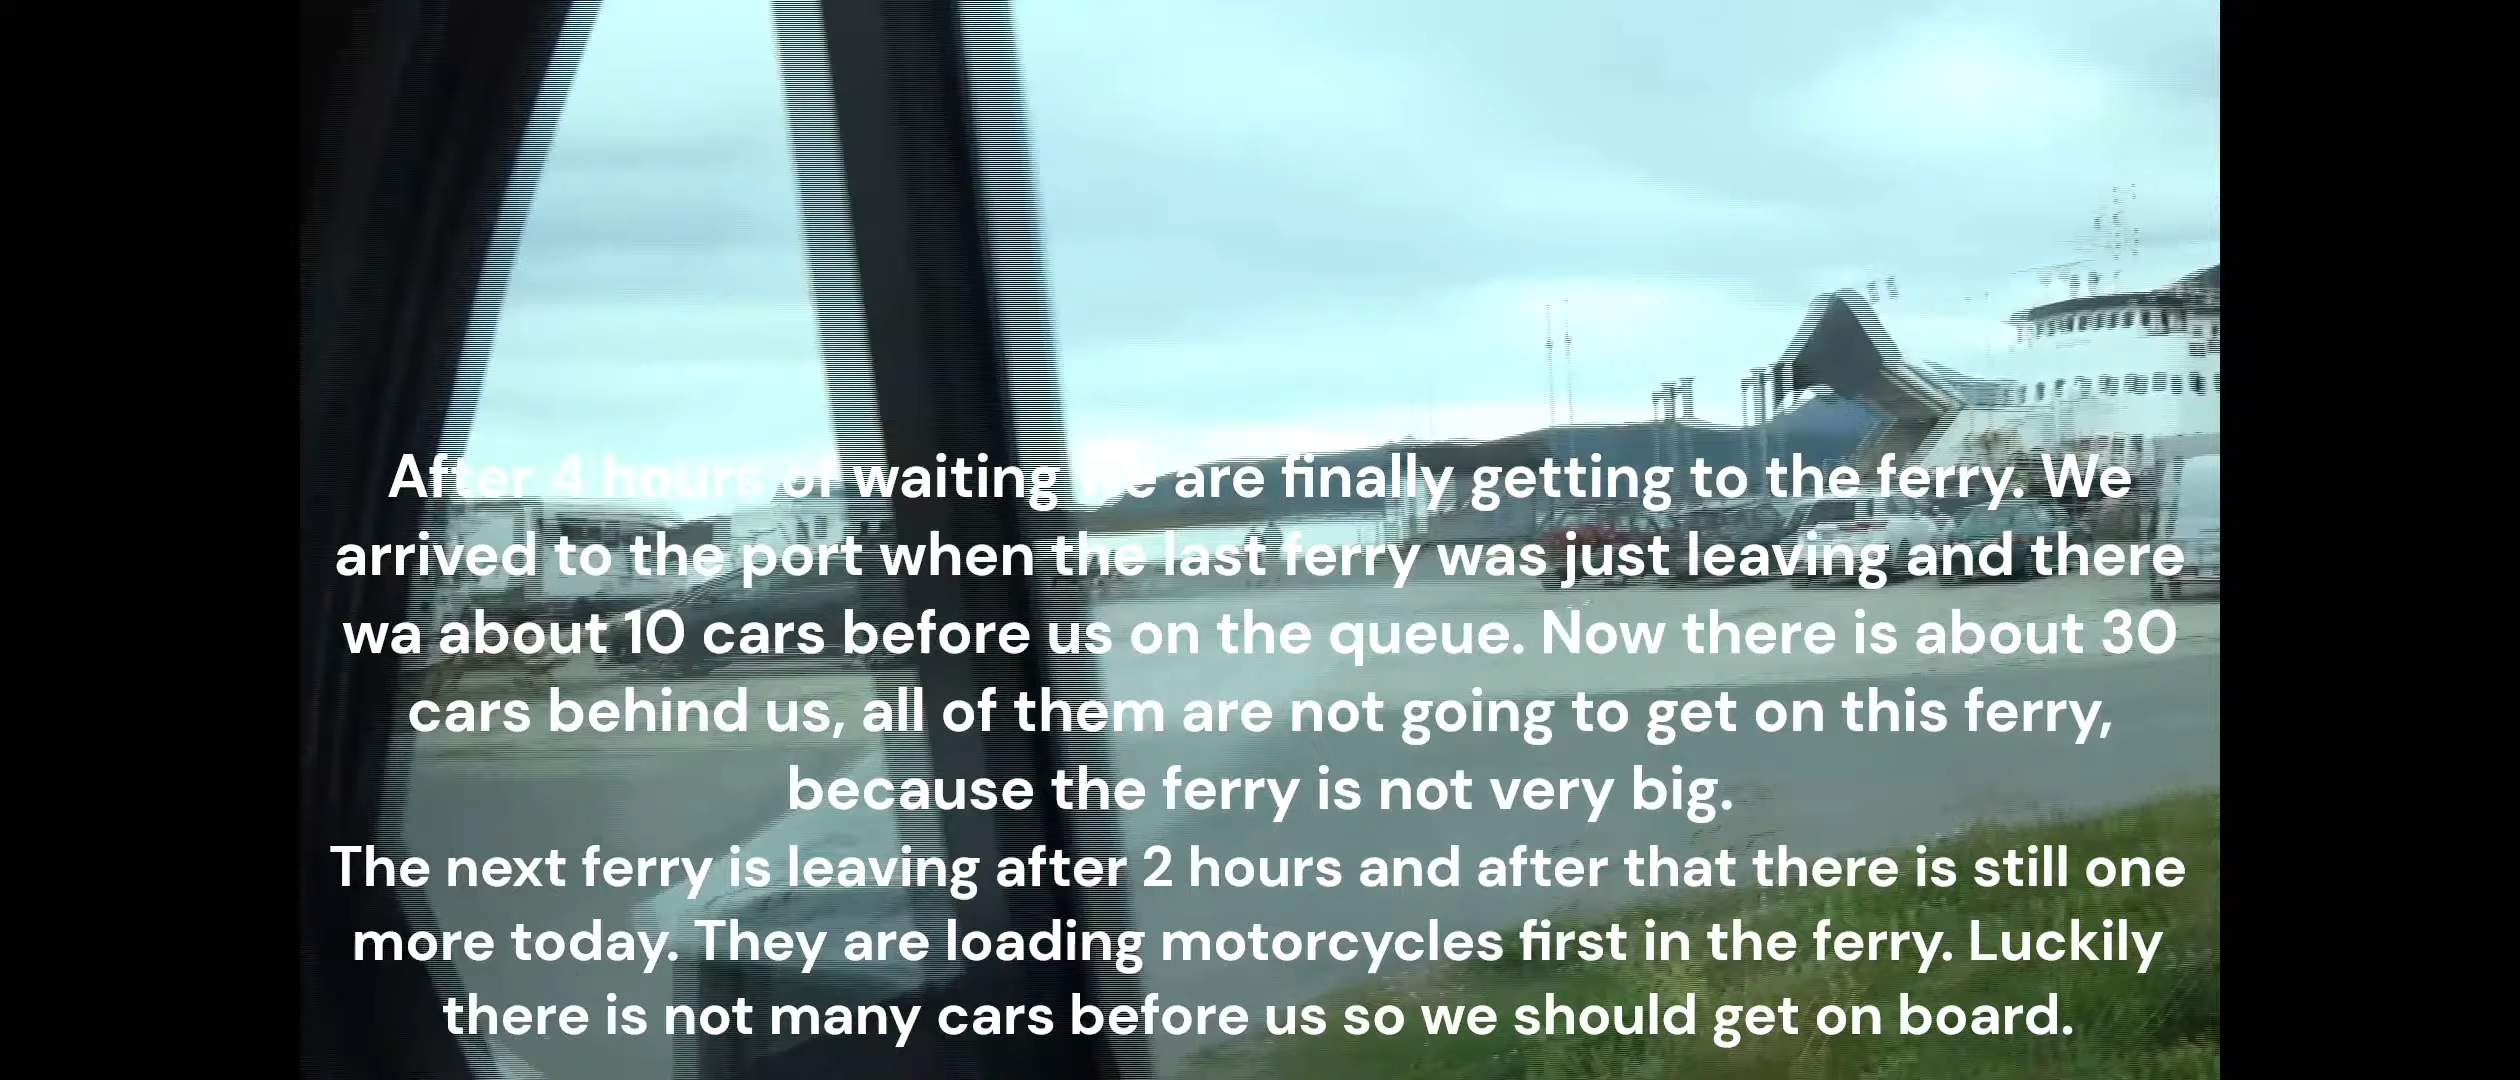 After 4 hours of waiting we are finally getting to the ferry. We
arrived to the port when the last ferry was just leaving and there
wa about 10 cars before us on the queue. Now there is about 30
cars behind us, all of them are not going to get on this ferry,
because the ferry is not very big.
The next ferry is leaving after 2 hours and after that there is still one
more today. They are loading motorcycles first in the ferry. Luckily
there is not many cars before us so we should get on board.